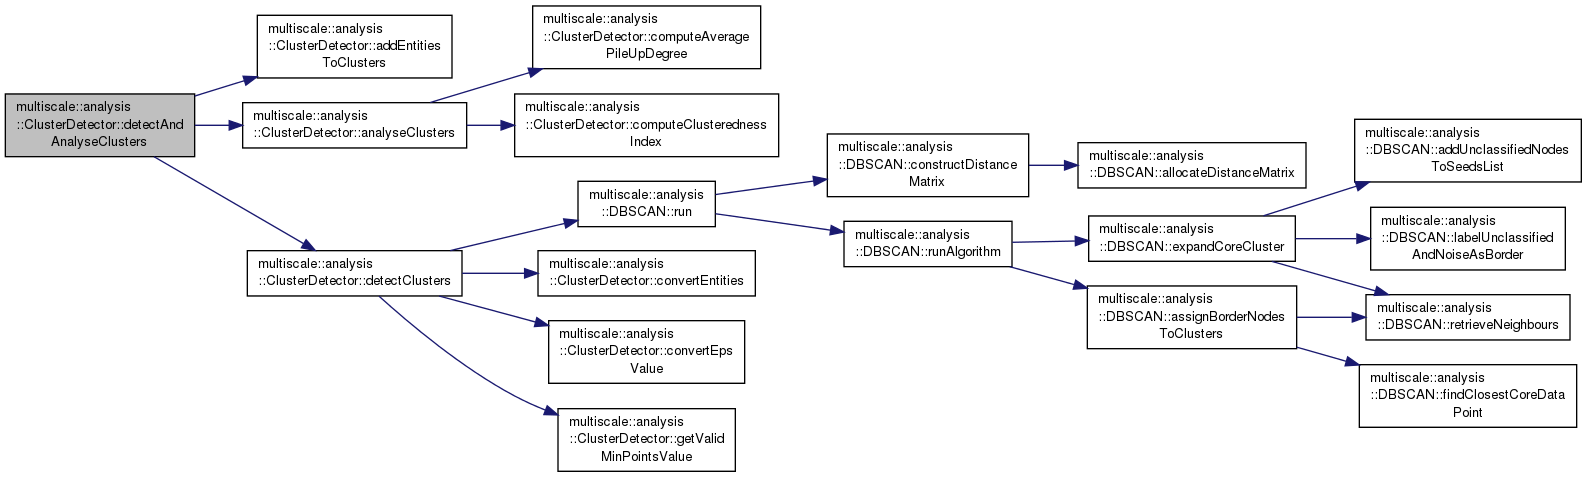 multiscale::analysis
::ClusterDetector::detectAnd
AnalyseClusters
multiscale::analysis
::ClusterDetector::addEntities
ToClusters
multiscale::analysis
::ClusterDetector::analyseClusters
multiscale::analysis
::ClusterDetector::detectClusters
multiscale::analysis
::ClusterDetector::computeAverage
PileUpDegree
multiscale::analysis
::ClusterDetector::computeClusteredness
Index
multiscale::analysis
::DBSCAN::run
multiscale::analysis
::ClusterDetector::convertEntities
multiscale::analysis
::ClusterDetector::convertEps
Value
multiscale::analysis
::ClusterDetector::getValid
MinPointsValue
multiscale::analysis
::DBSCAN::constructDistance
Matrix
multiscale::analysis
::DBSCAN::runAlgorithm
multiscale::analysis
::DBSCAN::allocateDistanceMatrix
multiscale::analysis
::DBSCAN::expandCoreCluster
multiscale::analysis
::DBSCAN::assignBorderNodes
ToClusters
multiscale::analysis
::DBSCAN::addUnclassifiedNodes
ToSeedsList
multiscale::analysis
::DBSCAN::labelUnclassified
AndNoiseAsBorder
multiscale::analysis
::DBSCAN::retrieveNeighbours
multiscale::analysis
::DBSCAN::findClosestCoreData
Point